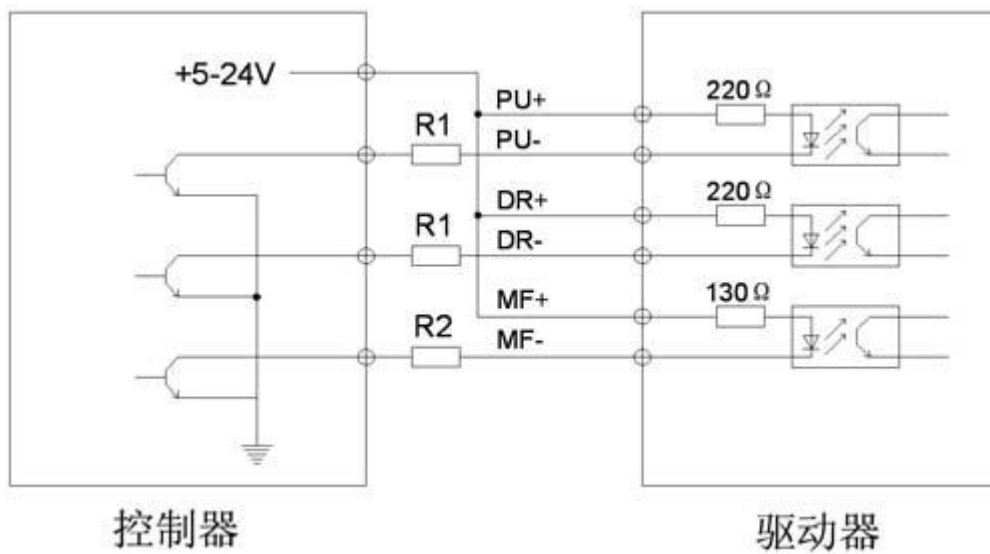 +5-24V
PU+
220Ω
R1
PU-
DR+
220Ω
R1
DR-
MF+
130Ω
R2
MF-
控制器
驱动器